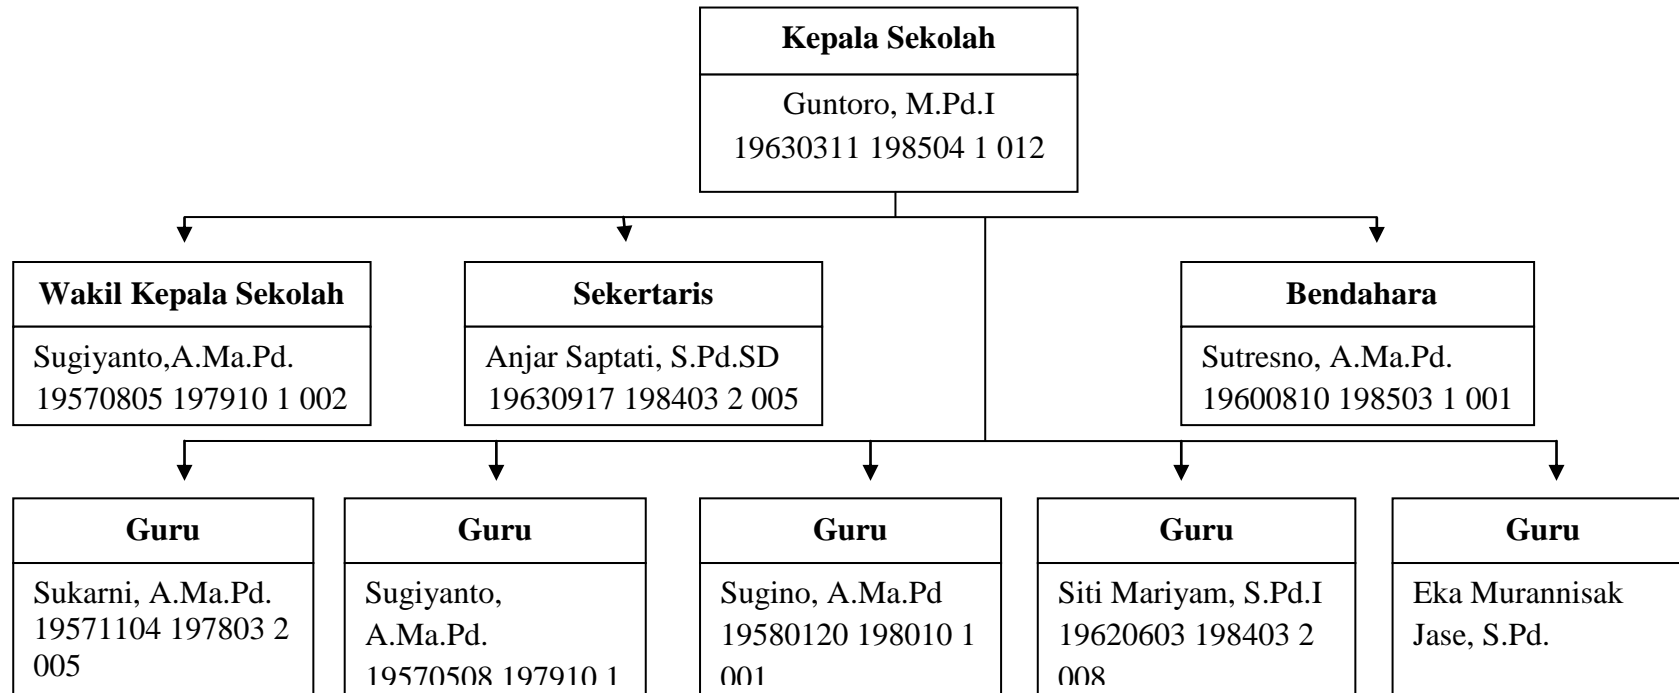 Kepala Sekolah
Guntoro, M.Pd.I
19630311 198504 1 012
Wakil Kepala Sekolah
Sugiyanto,A.Ma.Pd.
19570805 197910 1 002
Sekertaris
Anjar Saptati, S.Pd.SD
19630917 198403 2 005
Bendahara
Sutresno, A.Ma.Pd.
19600810 198503 1 001
Guru
Sukarni, A.Ma.Pd.
19571104 197803 2
005
Guru
Sugiyanto,
A.Ma.Pd.
19570508 197910 1
Guru
Sugino, A.Ma.Pd
19580120 198010 1
001
Guru
Siti Mariyam, S.Pd.I
19620603 198403 2
008
Guru
Eka Murannisak
Jase, S.Pd.